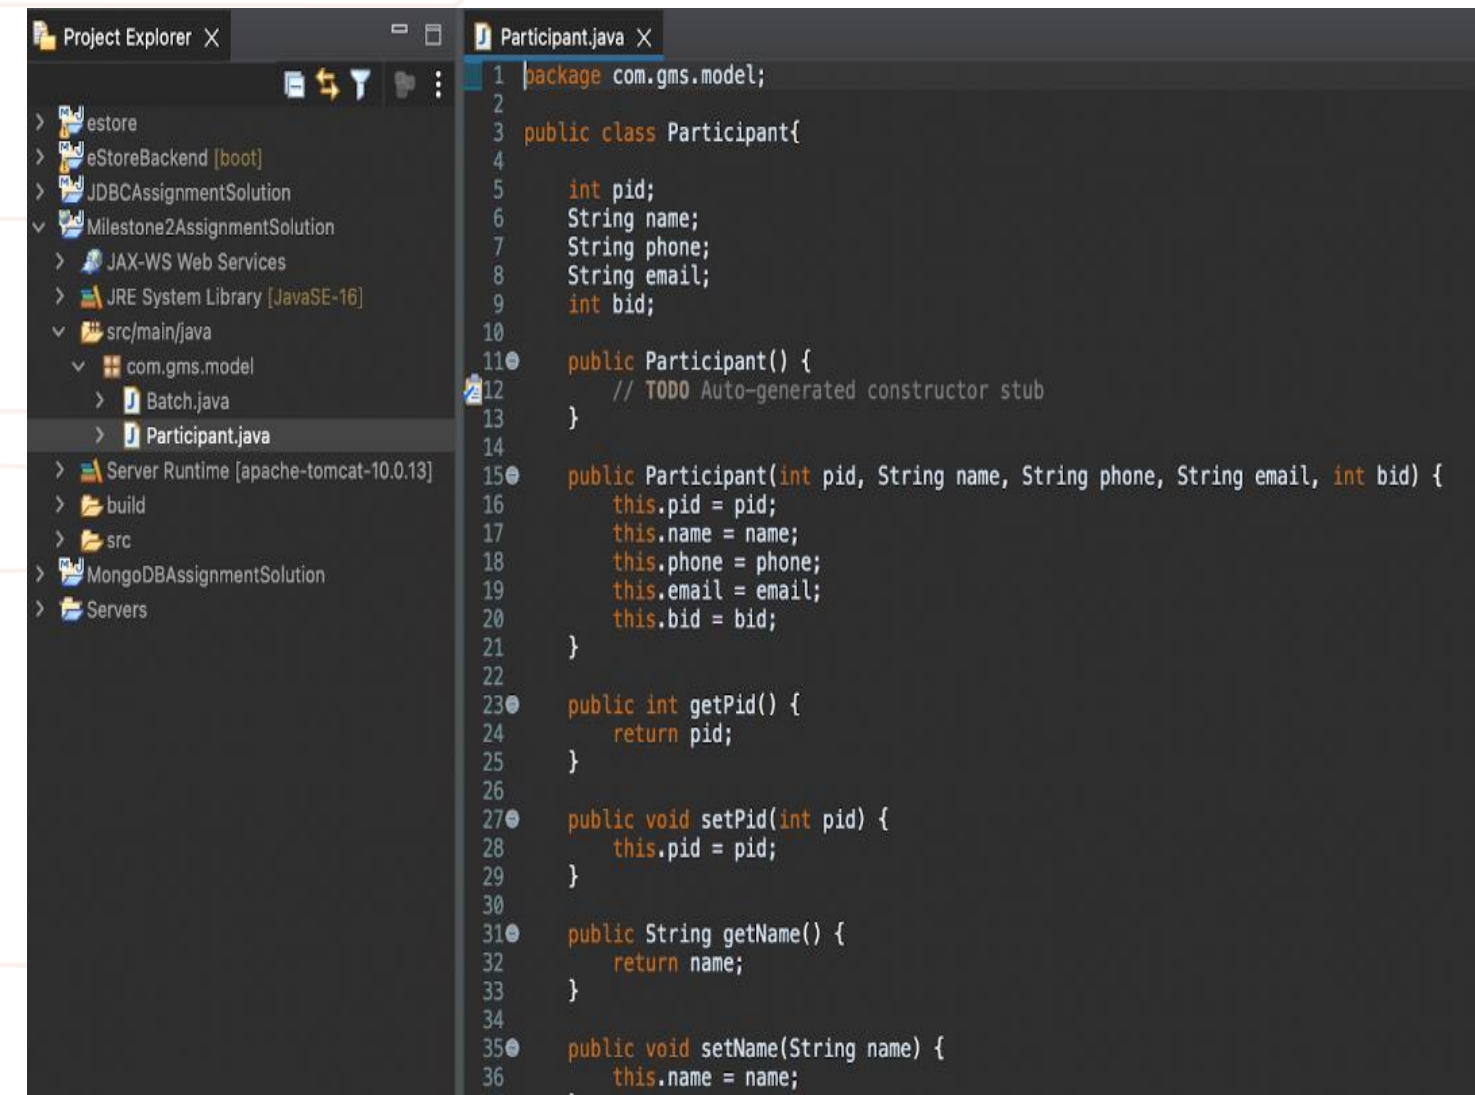 Project Explorer
estore
eStoreBackend [boot]
JDBCAssignmentSolution
Milestone2AssignmentSolution
JAX-WS Web Services
JRE System Library [JavaSE-16]
src/main/java
com.gms.model
Batch.java
Participant.java
Server Runtime [apache-tomcat-10.0.13]
build
src
MongoDBAssignmentSolution
Servers
Participant.java
1 package com.gms.model;
2
3 public class Participant{
4
5 int pid;
6 String name;
7 String phone;
8 String email;
9 int bid;
10
11 public Participant() {
12 // TODO Auto-generated constructor stub
13 }
14
15 public Participant(int pid, String name, String phone, String email, int bid) {
16 this.pid = pid;
17 this.name = name;
18 this.phone = phone;
19 this.email = email;
20 this.bid = bid;
21 }
22
23 public int getPid() {
24 return pid;
25 }
26
27 public void setPid(int pid) {
28 this.pid = pid;
29 }
30
31 public String getName() {
32 return name;
33 }
34
35 public void setName(String name) {
36 this.name = name;